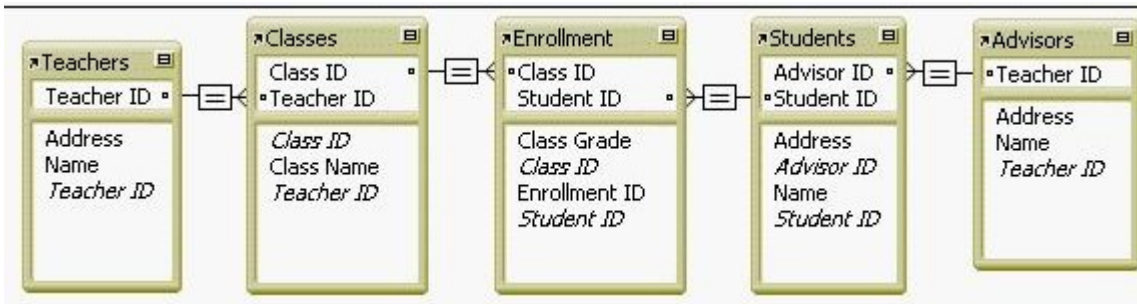 Teachers
Teacher ID
Address
Name
Teacher ID
Classes
Class ID
Teacher ID
Class ID
Class Name
Teacher ID
Enrollment
Class ID
Student ID
Class Grade
Class ID
Enrollment ID
Student ID
Students
Advisor ID
Student ID
Address
Advisor ID
Name
Student ID
Advisors
Teacher ID
Address
Name
Teacher ID